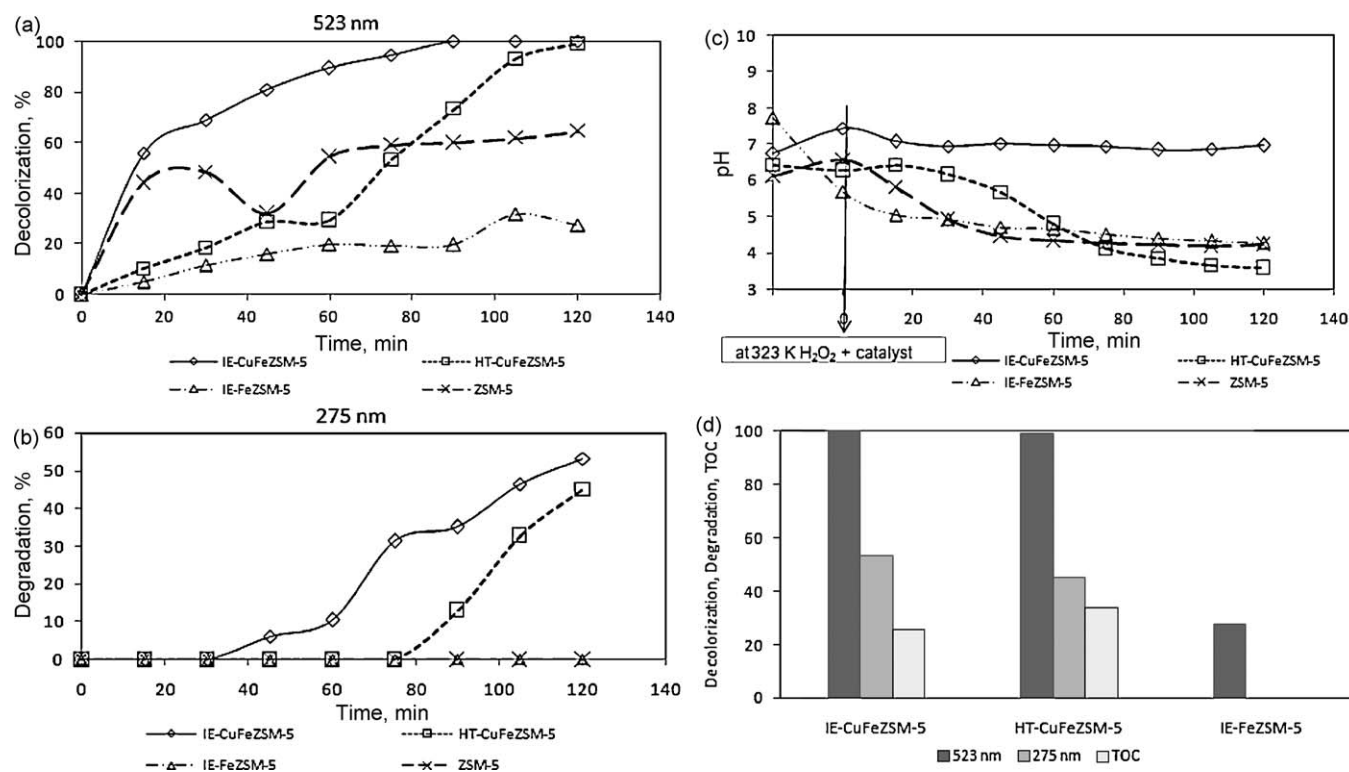 (a)
523 nm
Decolorization, %
100
80
60
40
20
0
0 20 40 60 80 100 120 140
Time, min
IE-CuFeZSM-5 HT-CuFeZSM-5
IE-FeZSM-5 ZSM-5
(b)
275 nm
Degradation, %
60
50
40
30
20
10
0
0 20 40 60 80 100 120 140
Time, min
IE-CuFeZSM-5 HT-CuFeZSM-5
IE-FeZSM-5 ZSM-5
(c)
pH
10
9
8
7
6
5
4
3
0 20 40 60 80 100 120 140
Time, min
at 323 K H₂O₂ + catalyst
IE-CuFeZSM-5 HT-CuFeZSM-5
IE-FeZSM-5 ZSM-5
(d)
Decolorization, Degradation, TOC
100
80
60
40
20
0
IE-CuFeZSM-5 HT-CuFeZSM-5 IE-FeZSM-5
523 nm 275 nm TOC